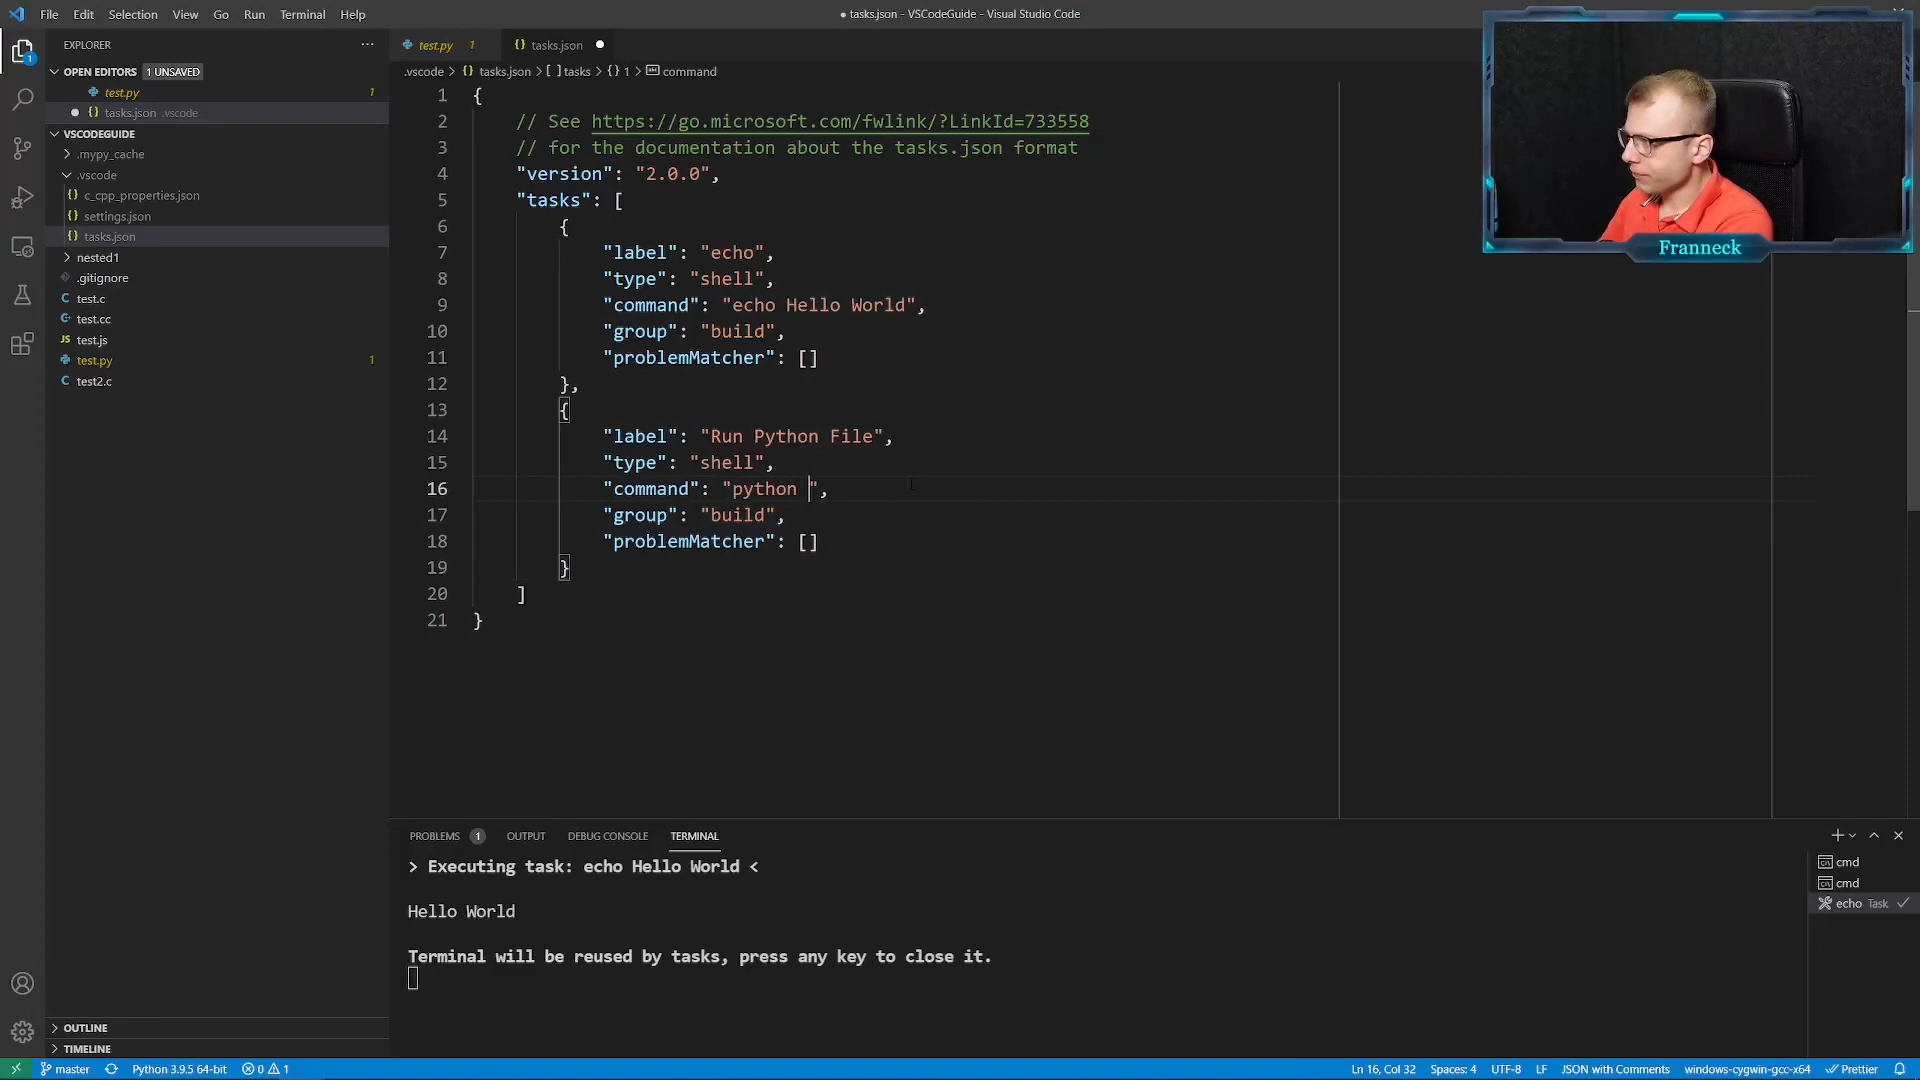 File Edit Selection View Go Run Terminal Help
● tasks.json - VSCodeGuide - Visual Studio Code
EXPLORER
OPEN EDITORS 1 UNSAVED
test.py 1
tasks.json .vscode
VSCODEGUIDE
.mypy_cache
.vscode
c_cpp_properties.json
settings.json
tasks.json
nested1
.gitignore
C test.c
test.cc
JS test.js
test.py 1
C test2.c
OUTLINE
TIMELINE
test.py 1 {} tasks.json ●
.vscode > {} tasks.json > [ ] tasks > {} 1 > command
1 {
2 // See https://go.microsoft.com/fwlink/?LinkId=733558
3 // for the documentation about the tasks.json format
4 "version": "2.0.0",
5 "tasks": [
6 {
7 "label": "echo",
8 "type": "shell",
9 "command": "echo Hello World",
10 "group": "build",
11 "problemMatcher": []
12 },
13 {
14 "label": "Run Python File",
15 "type": "shell",
16 "command": "python ",
17 "group": "build",
18 "problemMatcher": []
19 }
20 ]
21 }
Franneck
PROBLEMS 1 OUTPUT DEBUG CONSOLE TERMINAL
> Executing task: echo Hello World <
Hello World
Terminal will be reused by tasks, press any key to close it.
cmd
cmd
echo Task
master Python 3.9.5 64-bit 0 1 Ln 16, Col 32 Spaces: 4 UTF-8 LF JSON with Comments windows-cygwin-gcc-x64 Prettier